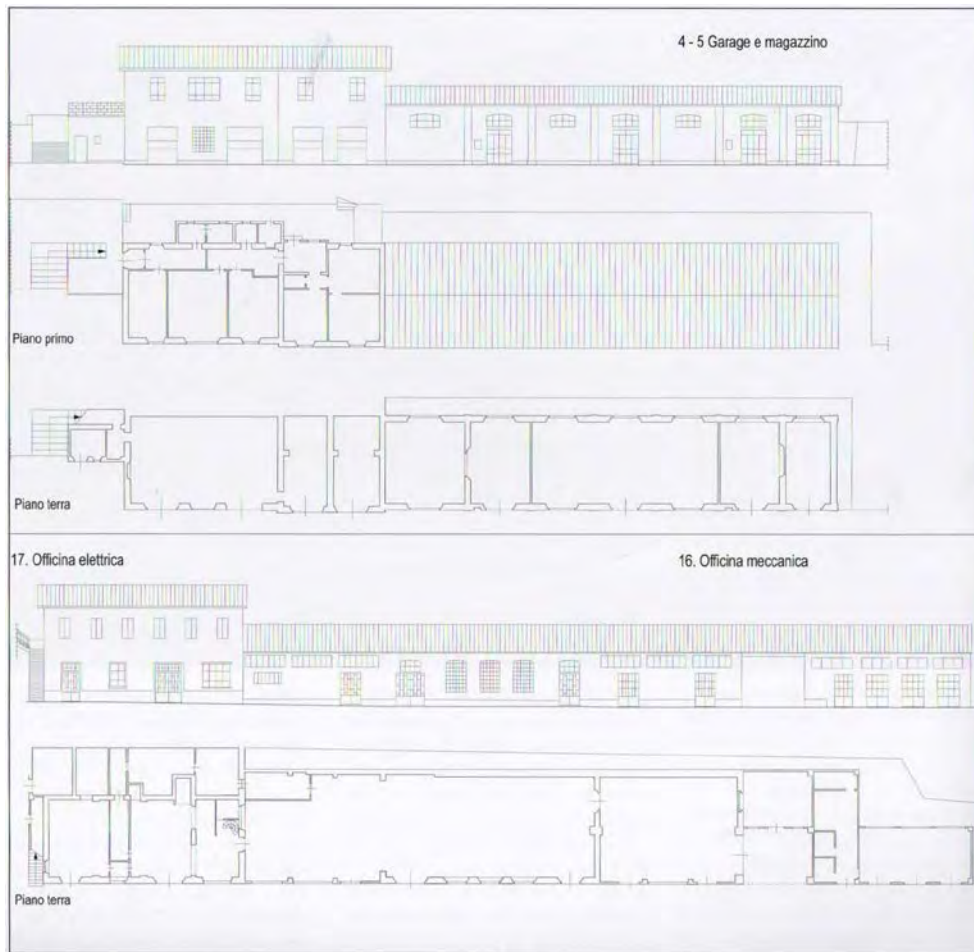 4 - 5 Garage e magazzino
Piano primo
Piano terra
17. Officina elettrica
16. Officina meccanica
Piano terra